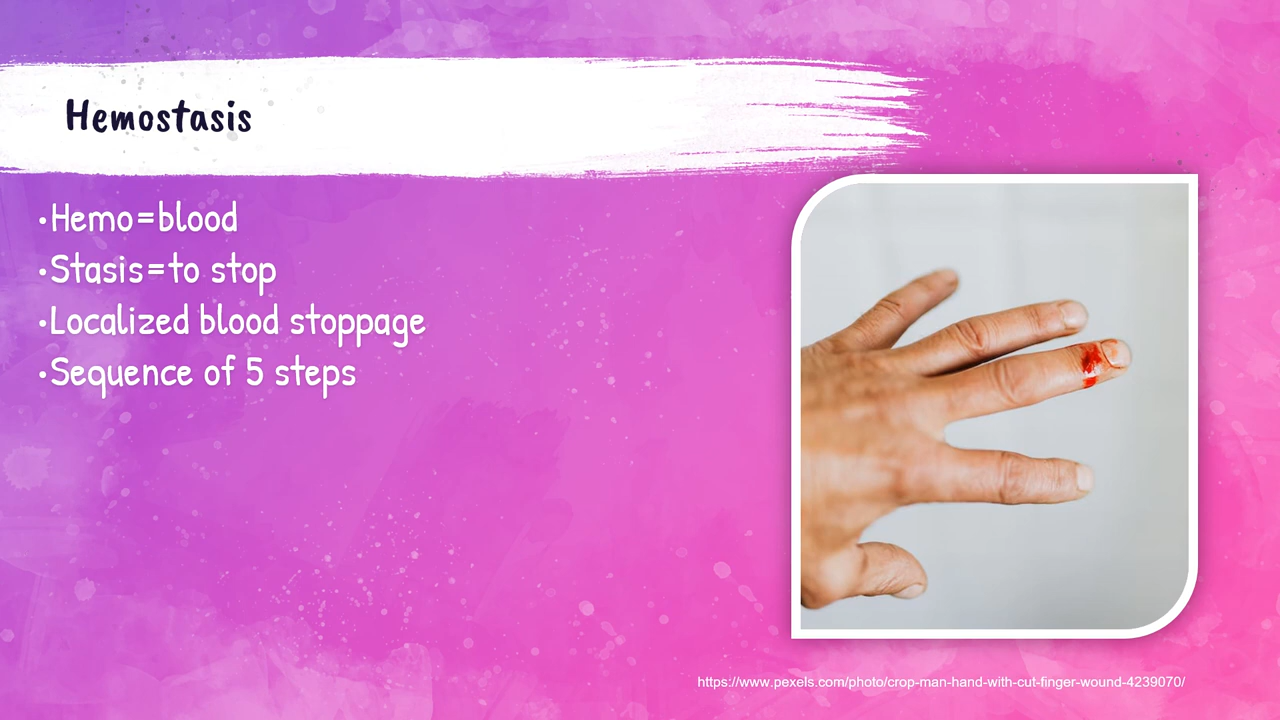 Hemostasis
•Hemo=blood
•Stasis=to stop
•Localized blood stoppage
•Sequence of 5 steps
https://www.pexels.com/photo/crop-man-hand-with-cut-finger-wound-4239070/